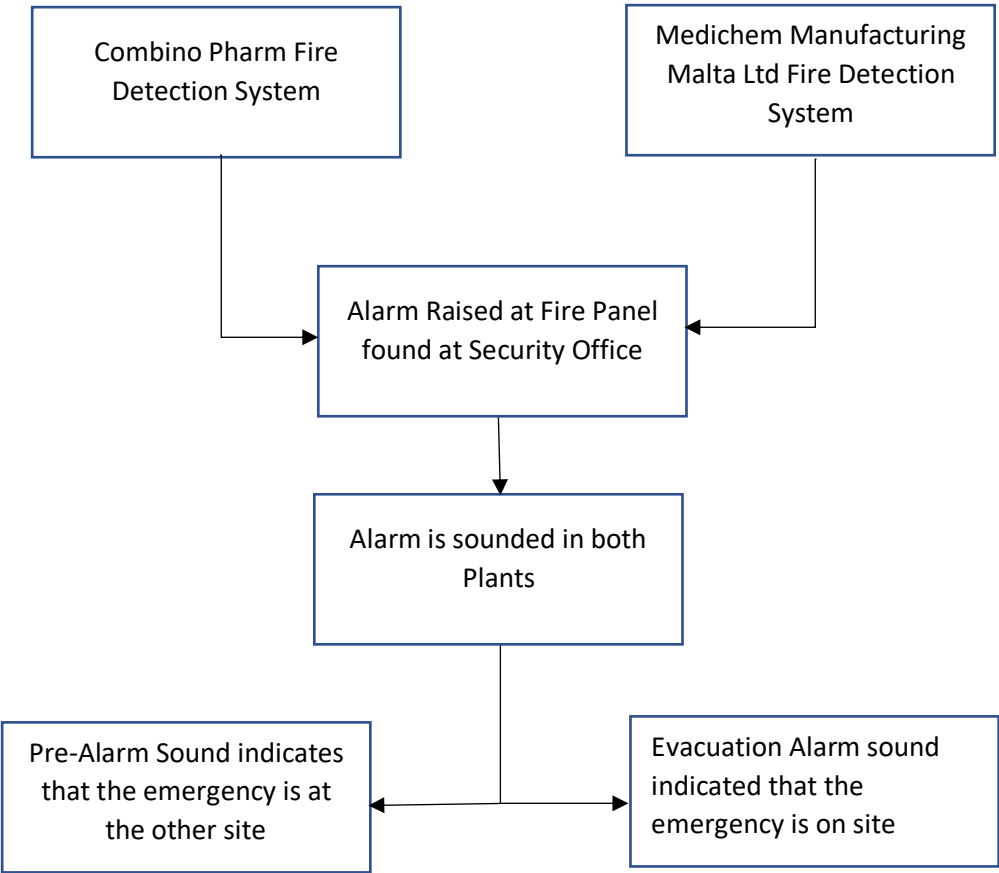 Combino Pharm Fire
Detection System
Medichem Manufacturing
Malta Ltd Fire Detection
System
Alarm Raised at Fire Panel
found at Security Office
Alarm is sounded in both
Plants
Pre-Alarm Sound indicates
that the emergency is at
the other site
Evacuation Alarm sound
indicated that the
emergency is on site